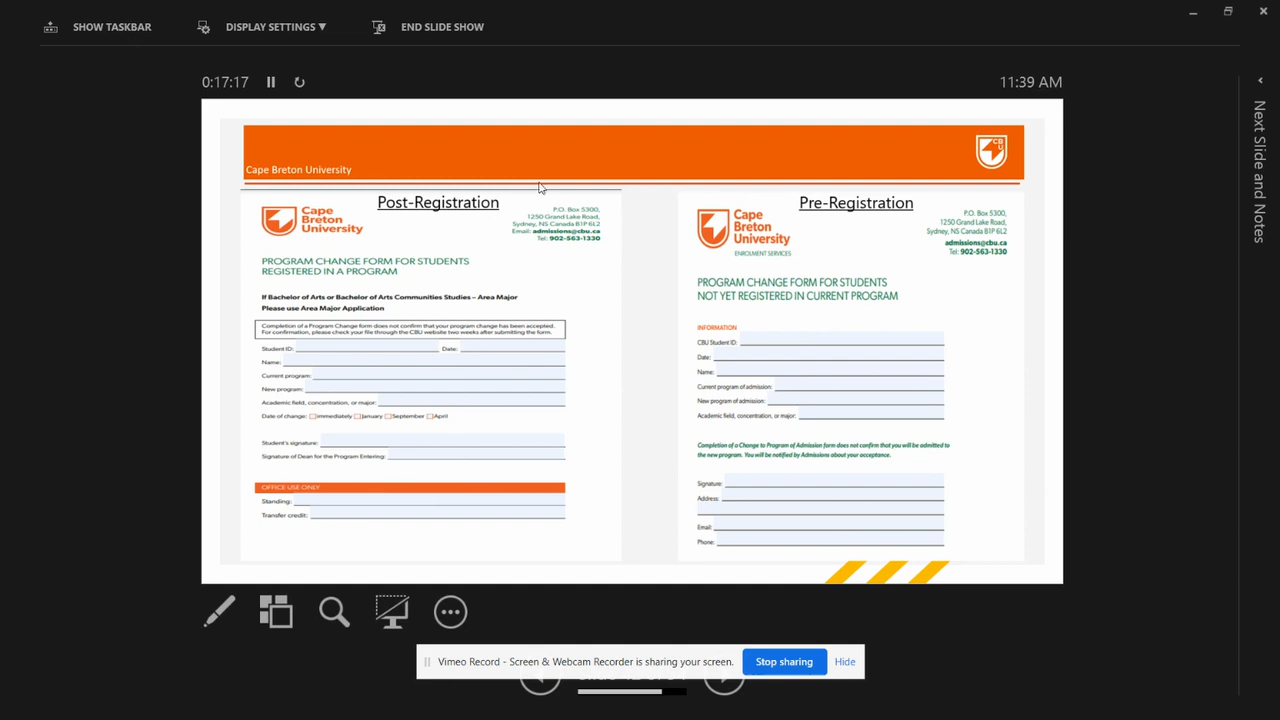 SHOW TASKBAR
DISPLAY SETTINGS ▼
END SLIDE SHOW
0:17:17
11:39 AM
Next Slide and Notes
Cape Breton University
CB
U
Post-Registration
Cape
Breton
University
P.O. Box 5300,
1250 Grand Lake Road,
Sydney, NS Canada B1P 6L2
Email: admissions@cbu.ca
Tel: 902-563-1330
PROGRAM CHANGE FORM FOR STUDENTS
REGISTERED IN A PROGRAM
If Bachelor of Arts or Bachelor of Arts Communities Studies – Area Major
Please use Area Major Application
Completion of a Program Change form does not confirm that your program change has been accepted.
For confirmation, please check your file through the CBU website two weeks after submitting the form.
Student ID:
Date:
Name:
Current program:
New program:
Academic field, concentration, or major:
Date of change: Immediately January September April
Student's signature:
Signature of Dean for the Program Entering:
OFFICE USE ONLY
Standing:
Transfer credit:
Pre-Registration
Cape
Breton
University
ENROLMENT SERVICES
P.O. Box 5300,
1250 Grand Lake Road,
Sydney, NS Canada B1P 6L2
admissions@cbu.ca
Tel: 902-563-1330
PROGRAM CHANGE FORM FOR STUDENTS
NOT YET REGISTERED IN CURRENT PROGRAM
INFORMATION
CBU Student ID:
Date:
Name:
Current program of admission:
New program of admission:
Academic field, concentration, or major:
Completion of a Change to Program of Admission form does not confirm that you will be admitted to
the new program. You will be notified by Admissions about your acceptance.
Signature:
Address:
Email:
Phone:
Vimeo Record - Screen & Webcam Recorder is sharing your screen.
Stop sharing
Hide